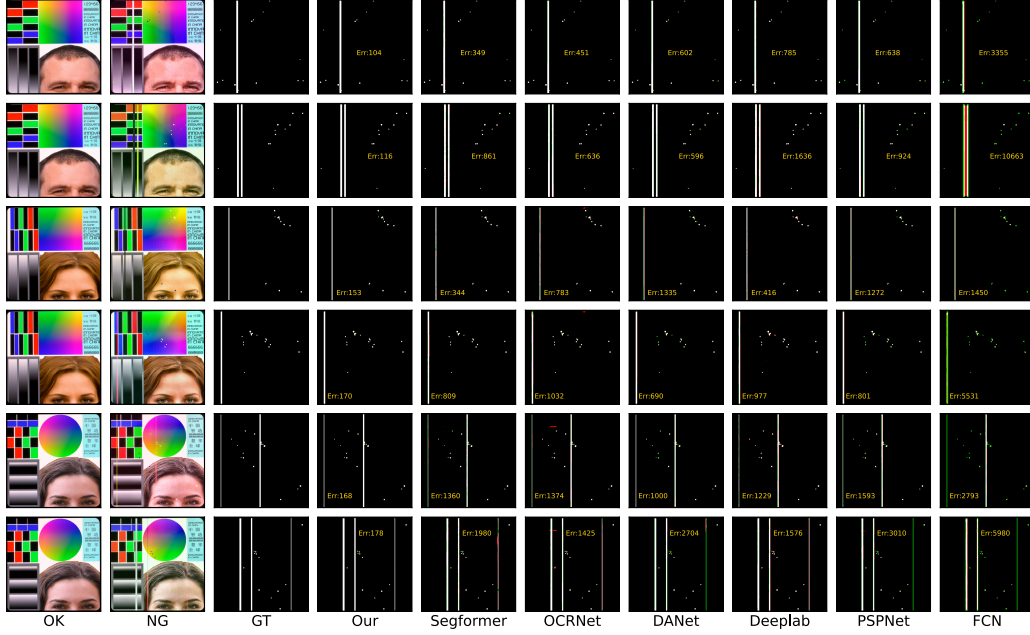 Err:104 Err:349 Err:451 Err:602 Err:785 Err:638 Err:3355
Err:116 Err:861 Err:636 Err:596 Err:1636 Err:924 Err:10663
Err:153 Err:344 Err:783 Err:1335 Err:416 Err:1272 Err:1450
Err:170 Err:809 Err:1032 Err:690 Err:977 Err:801 Err:5531
Err:168 Err:1360 Err:1374 Err:1000 Err:1229 Err:1593 Err:2793
Err:178 Err:1980 Err:1425 Err:2704 Err:1576 Err:3010 Err:5980
OK NG GT Our Segformer OCRNet DANet Deeplab PSPNet FCN